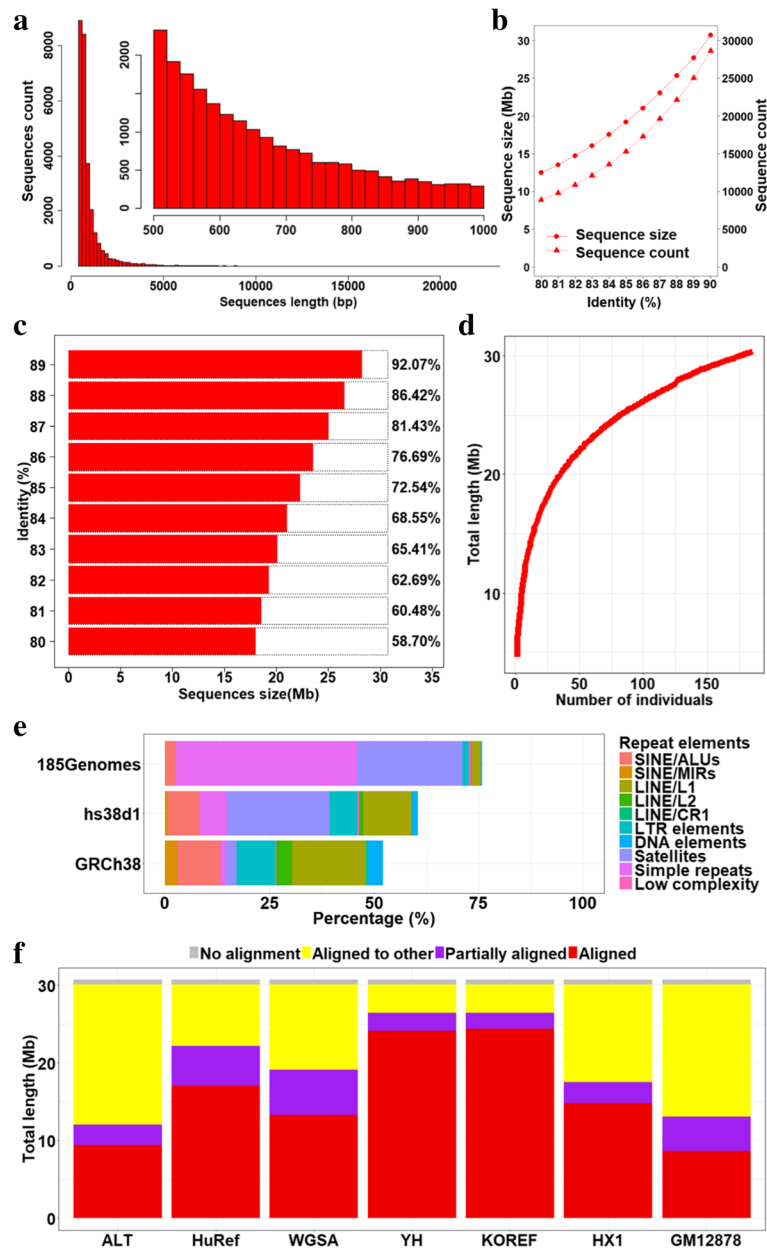 a
Sequences count
0
2000
4000
6000
8000
0
5000
10000
15000
20000
Sequences length (bp)
0
500
1000
2000
500
600
700
800
900
1000
b
Sequence size (Mb)
Sequence count
30
25
20
15
10
5
0
30000
25000
20000
15000
10000
5000
0
Sequence size
Sequence count
80 81 82 83 84 85 86 87 88 89 90
Identity (%)
c
Identity (%)
89 92.07%
88 86.42%
87 81.43%
86 76.69%
85 72.54%
84 68.55%
83 65.41%
82 62.69%
81 60.48%
80 58.70%
0 5 10 15 20 25 30 35
Sequences size(Mb)
d
Total length (Mb)
30
20
10
0 50 100 150
Number of individuals
e
185Genomes
hs38d1
GRCh38
0 25 50 75 100
Percentage (%)
Repeat elements
SINE/ALUs
SINE/MIRs
LINE/L1
LINE/L2
LINE/CR1
LTR elements
DNA elements
Satellites
Simple repeats
Low complexity
f
No alignment Aligned to other Partially aligned Aligned
Total length (Mb)
30
20
10
0
ALT HuRef WGSA YH KOREF HX1 GM12878